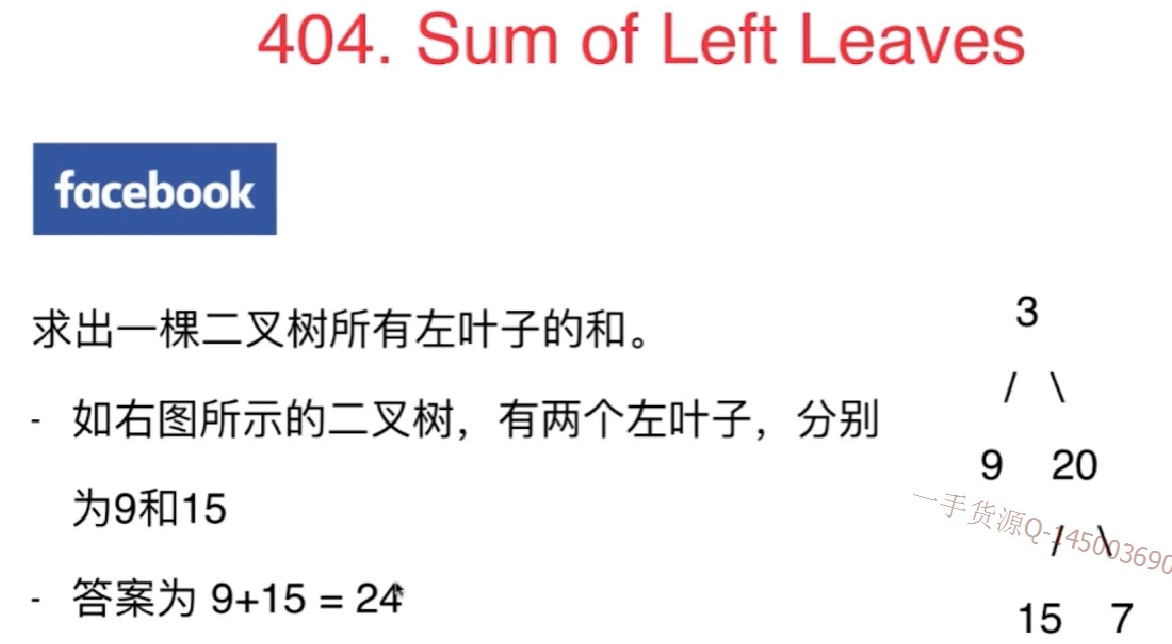 404. Sum of Left Leaves
facebook
求出一棵二叉树所有左叶子的和。
- 如右图所示的二叉树，有两个左叶子，分别
为9和15
- 答案为 9+15 = 24
3
/ \
9 20
/ \
15 7
一手货源Q-145003690